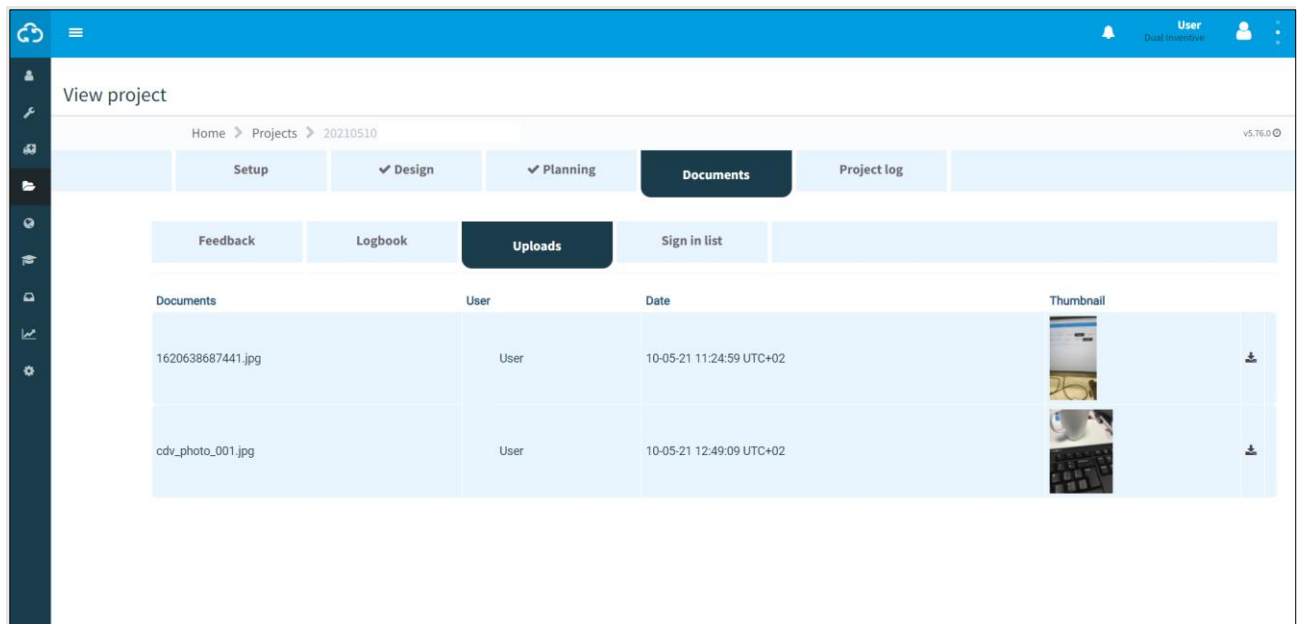 User
Dual Inventive
View project
Home Projects 20210510
v5.76.0
Setup Design Planning Documents Project log
Feedback Logbook Uploads Sign in list
Documents User Date Thumbnail
1620638687441.jpg User 10-05-21 11:24:59 UTC+02
cdv_photo_001.jpg User 10-05-21 12:49:09 UTC+02